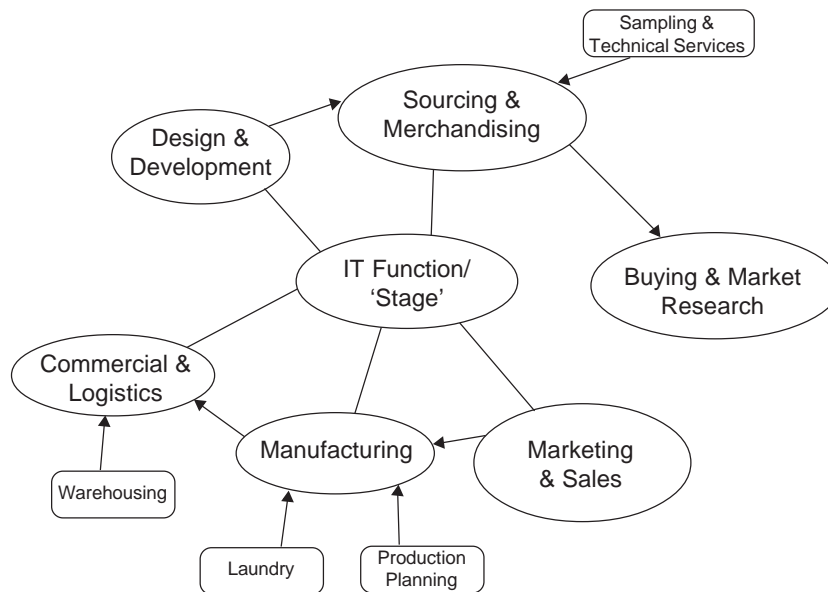 Sampling &
Technical Services
Sourcing &
Merchandising
Design &
Development
IT Function/
‘Stage’
Buying & Market
Research
Commercial &
Logistics
Manufacturing
Marketing
& Sales
Warehousing
Laundry
Production
Planning